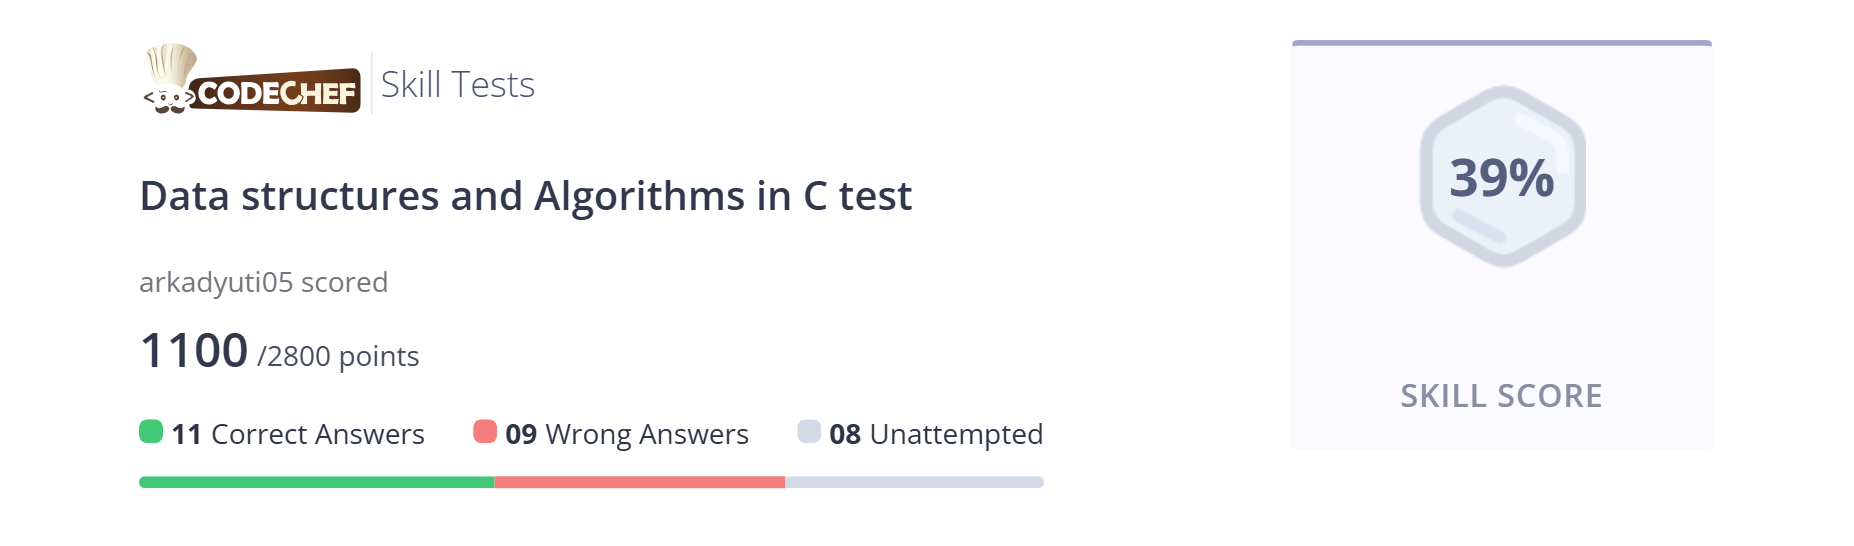 CODECHEF Skill Tests
Data structures and Algorithms in C test
arkadyuti05 scored
1100 /2800 points
11 Correct Answers 09 Wrong Answers 08 Unattempted
39%
SKILL SCORE